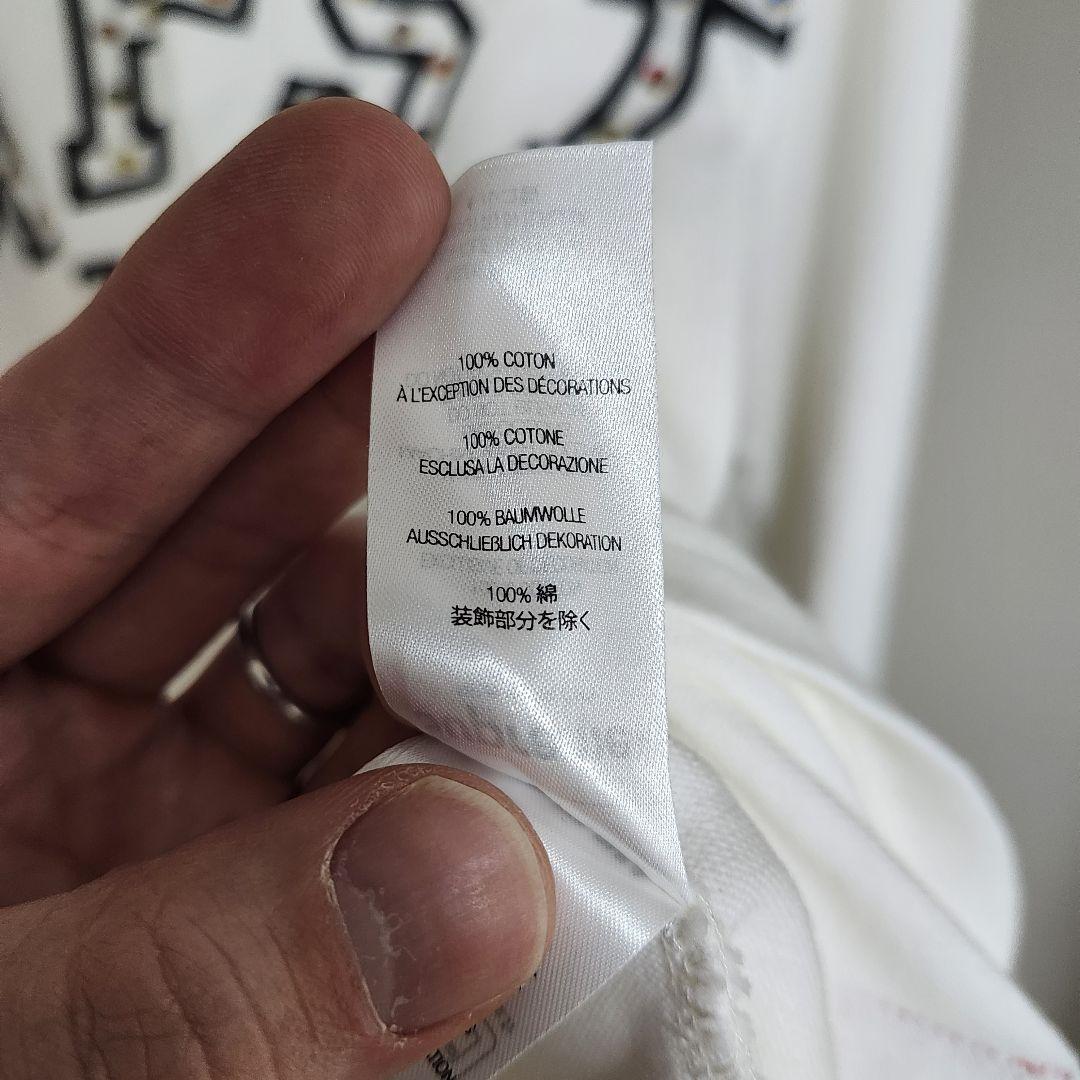 100% COTON
À L'EXCEPTION DES DÉCORATIONS
100% COTONE
ESCLUSA LA DECORAZIONE
100% BAUMWOLLE
AUSSCHLIEßLICH DEKORATION
100% 綿
装飾部分を除く